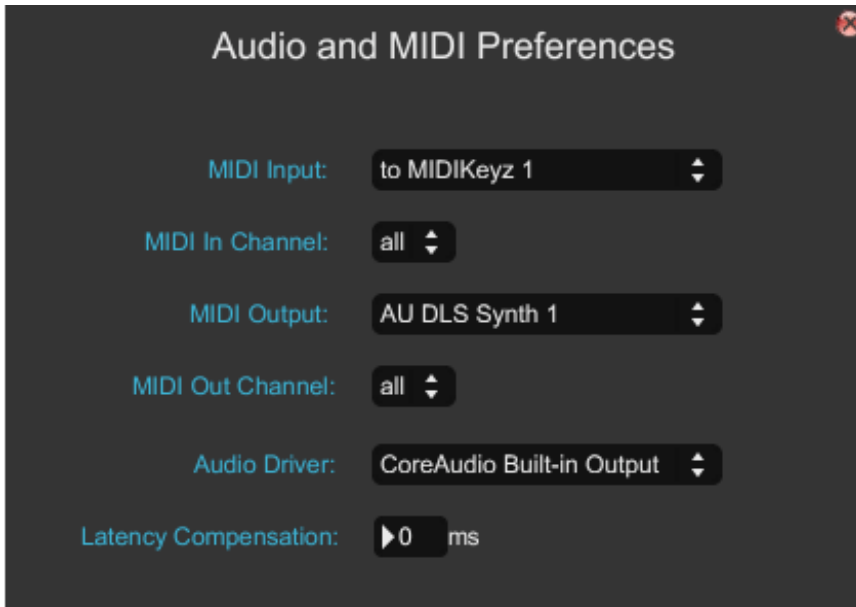 Audio and MIDI Preferences
MIDI Input: to MIDIKeyz 1
MIDI In Channel: all
MIDI Output: AU DLS Synth 1
MIDI Out Channel: all
Audio Driver: CoreAudio Built-in Output
Latency Compensation: 0 ms